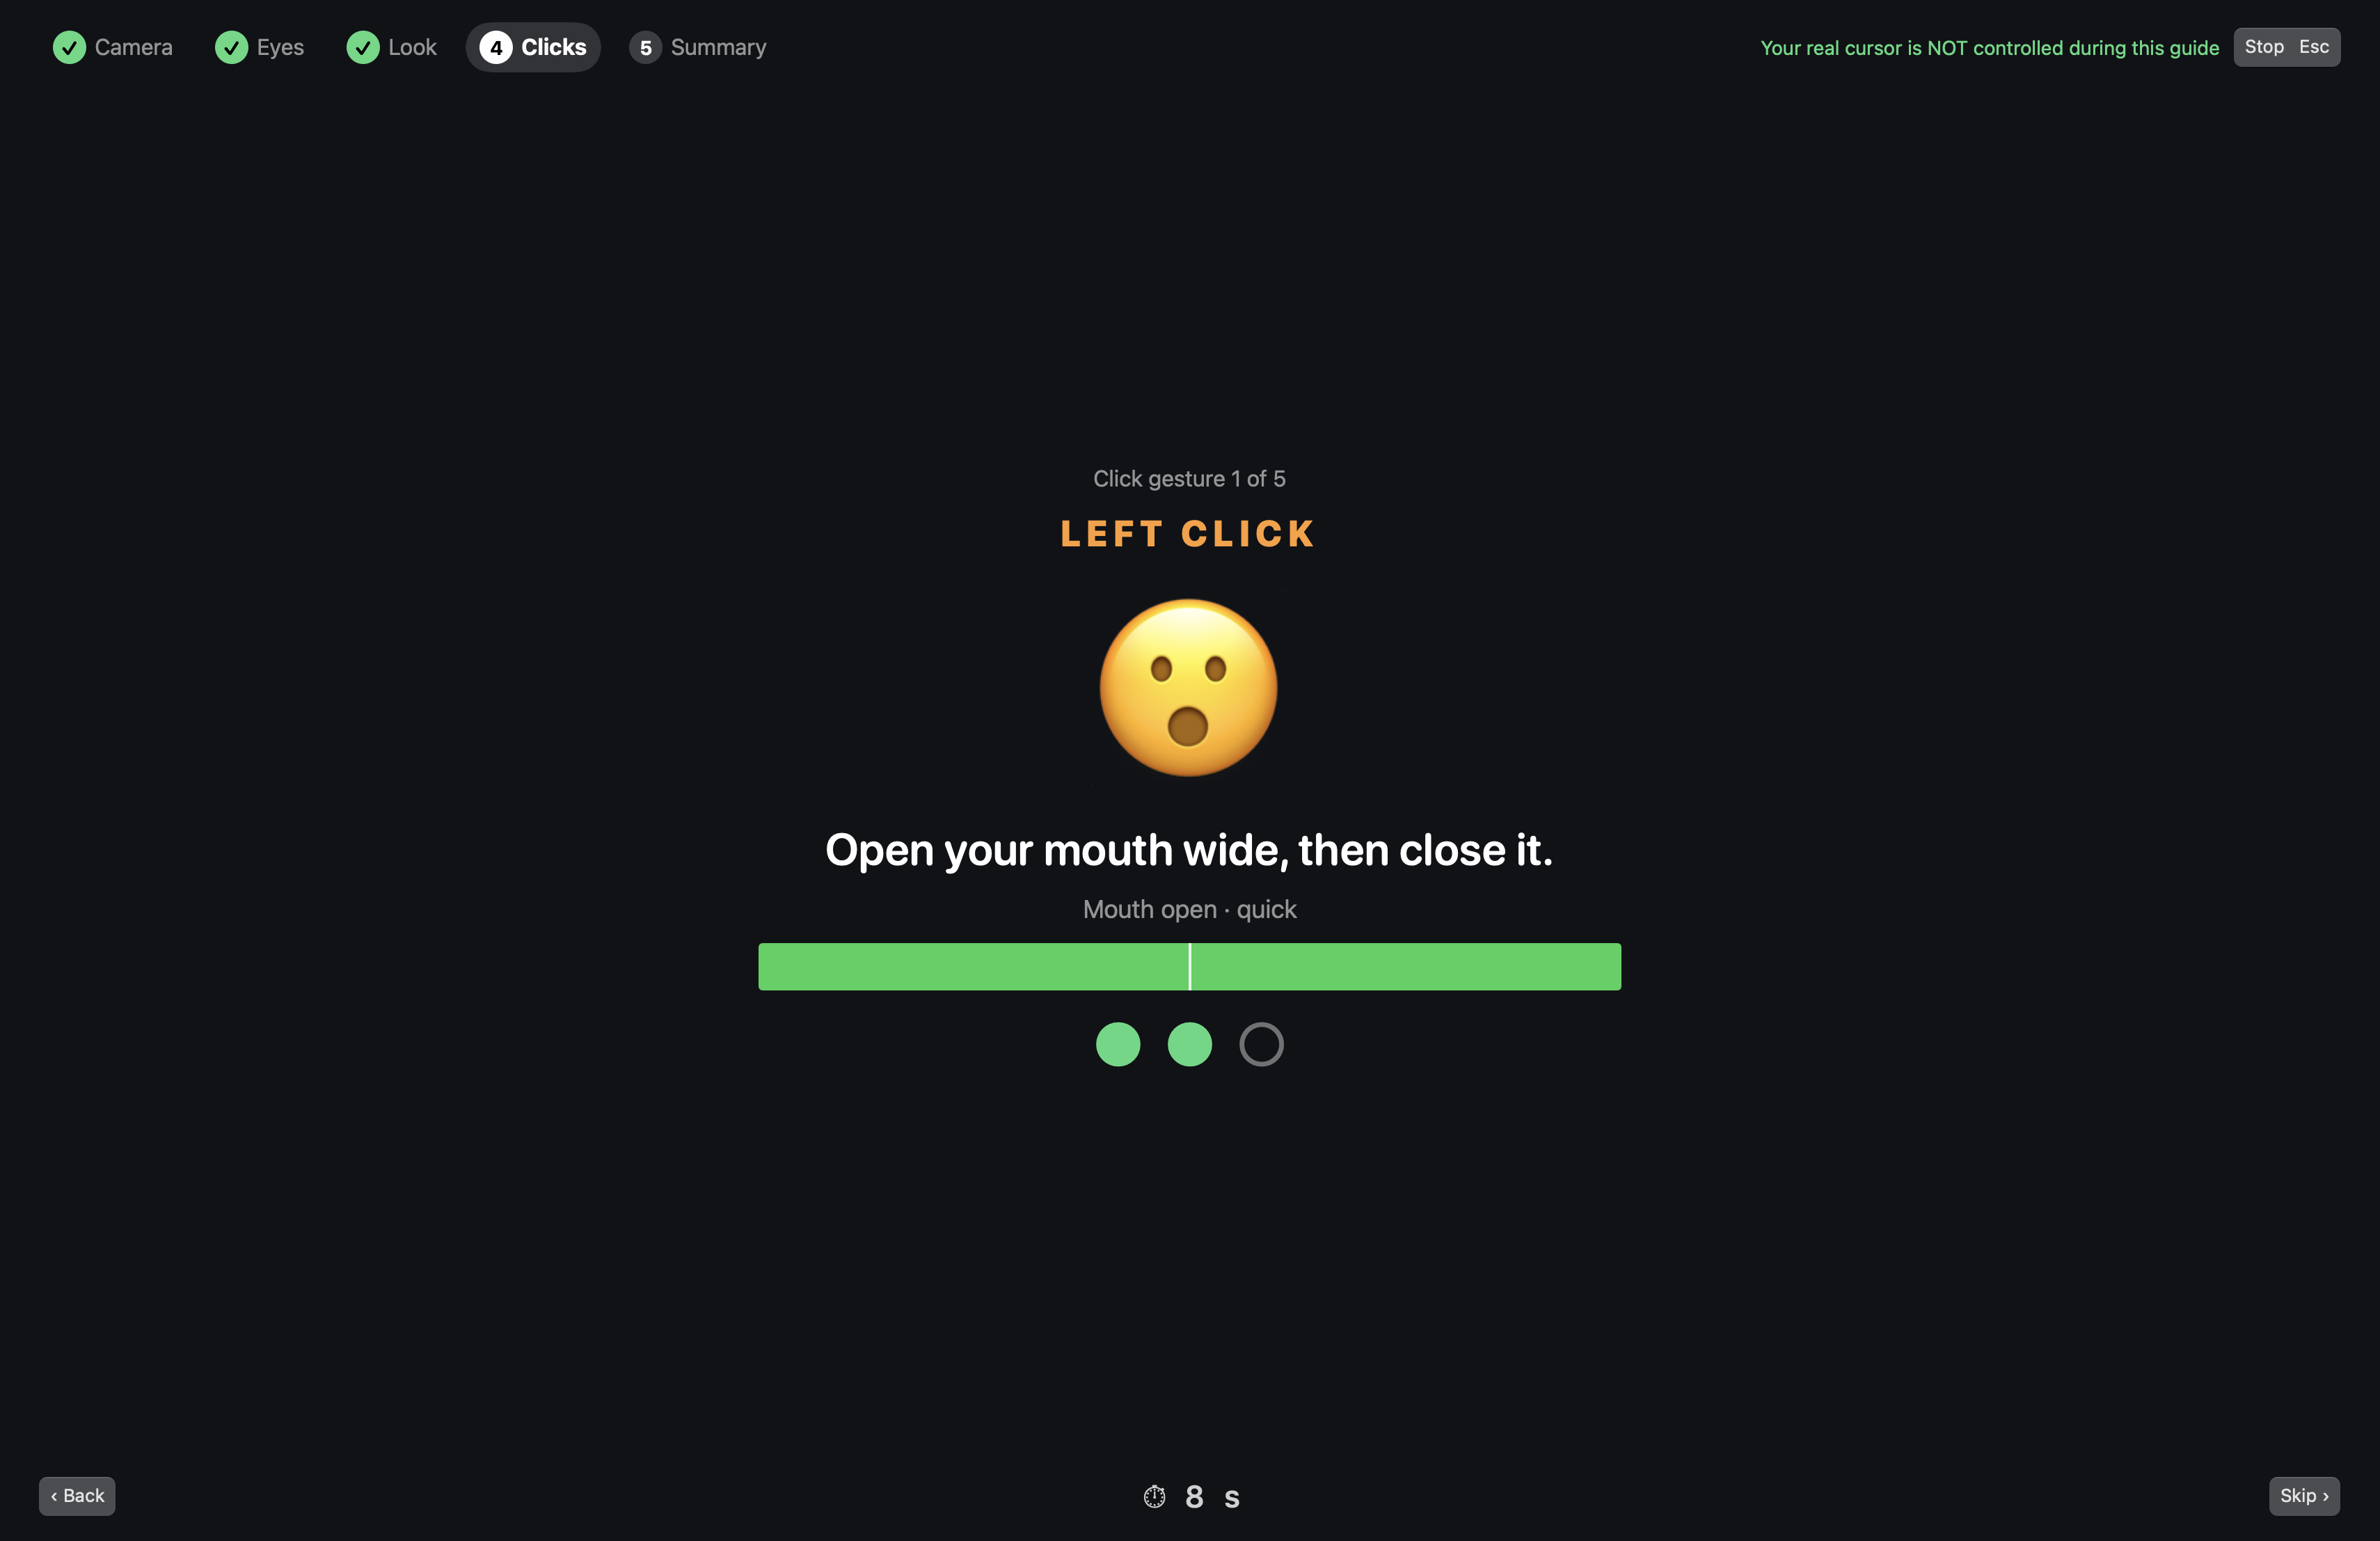 Camera Eyes Look 4 Clicks 5 Summary Your real cursor is NOT controlled during this guide Stop Esc
Click gesture 1 of 5
LEFT CLICK
Open your mouth wide, then close it.
Mouth open · quick
‹ Back 8 s Skip ›